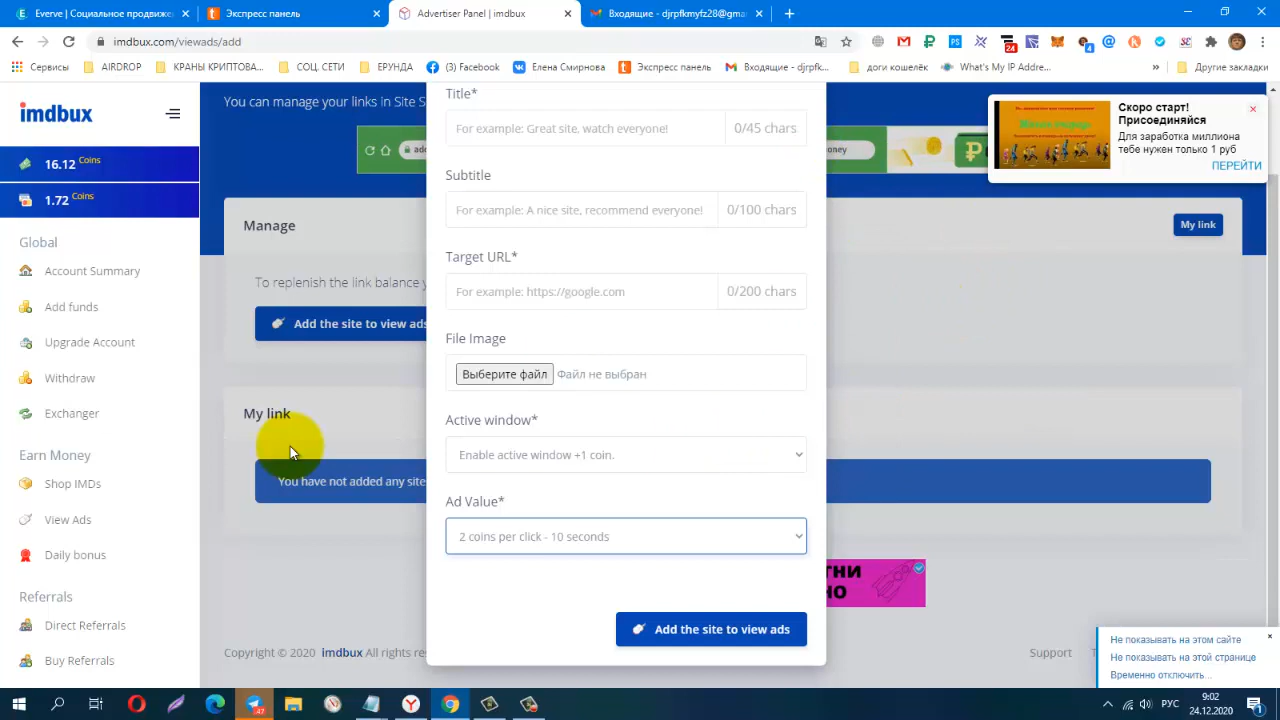 Everve | Социальное продвиже
Экспресс панель
Advertiser Panel | imdbux
Входящие - djrpfkmyfz28@gmai
imdbux.com/viewads/add
24
4
Сервисы
AIRDROP
КРАНЫ КРИПТОВА...
СОЦ. СЕТИ
ЕРУНДА
(3) Facebook
Елена Смирнова
Экспресс панель
Входящие - djrpfk...
доги кошелёк
What's My IP Addre...
»
Другие закладки
imdbux
16.12 Coins
1.72 Coins
Global
Account Summary
Add funds
Upgrade Account
Withdraw
Exchanger
Earn Money
Shop IMDs
View Ads
Daily bonus
Referrals
Direct Referrals
Buy Referrals
You can manage your links in Site S
Manage
My link
To replenish the link balance y
Add the site to view ads
My link
You have not added any site
Copyright © 2020 imdbux All rights re
Support
Title*
For example: Great site, watch everyone!
0/45 chars
Subtitle
For example: A nice site, recommend everyone!
0/100 chars
Target URL*
For example: https://google.com
0/200 chars
File Image
Выберите файл
Файл не выбран
Active window*
Enable active window +1 coin.
Ad Value*
2 coins per click - 10 seconds
Add the site to view ads
Скоро старт!
Присоединяйся
Для заработка миллиона
тебе нужен только 1 руб
ПЕРЕЙТИ
Не показывать на этом сайте
Не показывать на этой странице
Временно отключить...
47
РУС
9:02
24.12.2020
1